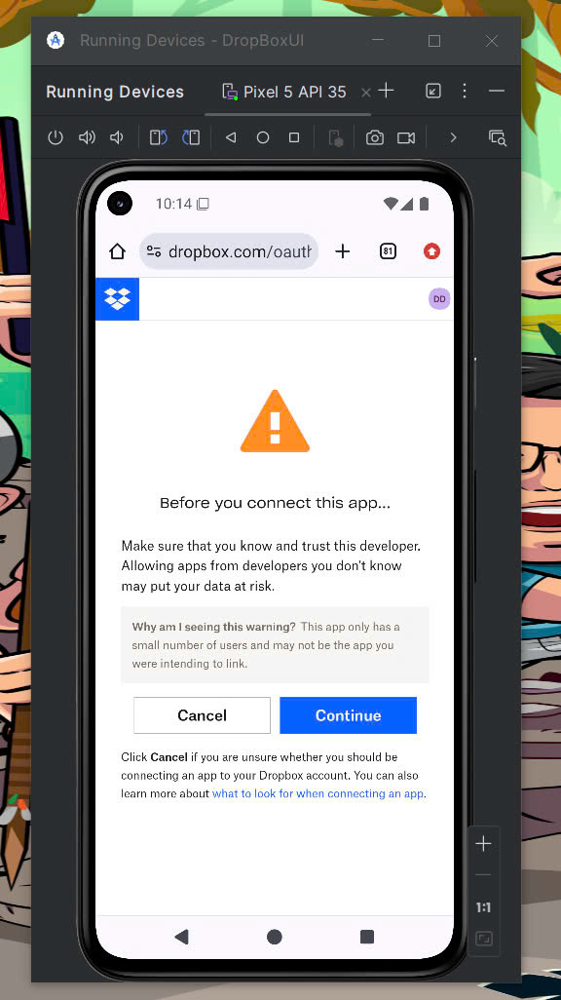 Running Devices - DropBoxUI
Running Devices
Pixel 5 API 35
10:14
dropbox.com/oauth
81
DD
Before you connect this app...
Make sure that you know and trust this developer.
Allowing apps from developers you don't know
may put your data at risk.
Why am I seeing this warning? This app only has a
small number of users and may not be the app you
were intending to link.
Cancel
Continue
Click Cancel if you are unsure whether you should be
connecting an app to your Dropbox account. You can also
learn more about what to look for when connecting an app.
1:1